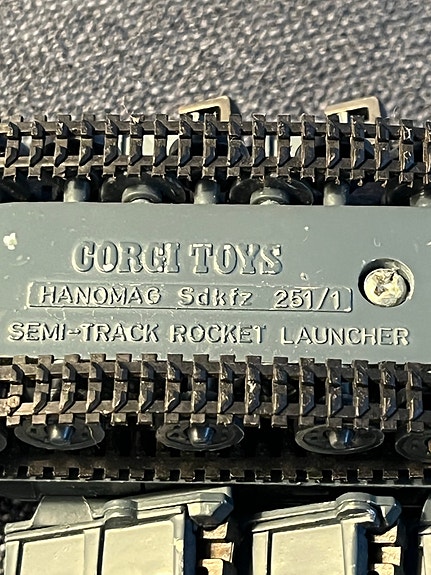 CORGI TOYS
HANOMAG Sdkfz 251/1
SEMI-TRACK ROCKET LAUNCHER